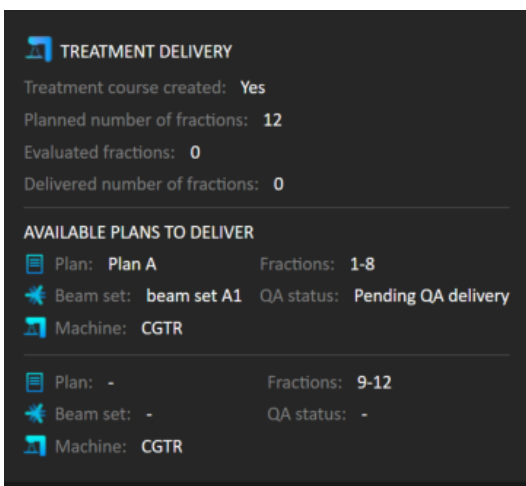 TREATMENT DELIVERY
Treatment course created: Yes
Planned number of fractions: 12
Evaluated fractions: 0
Delivered number of fractions: 0
AVAILABLE PLANS TO DELIVER
Plan: Plan A Fractions: 1-8
Beam set: beam set A1 QA status: Pending QA delivery
Machine: CGTR
Plan: - Fractions: 9-12
Beam set: - QA status: -
Machine: CGTR